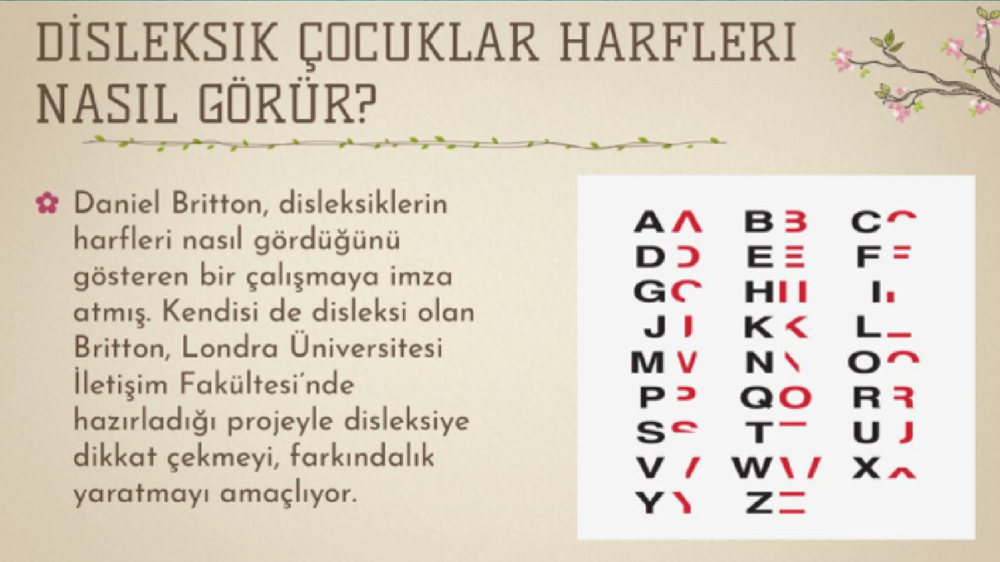 DİSLEKSIK ÇOCUKLAR HARFLERI
NASIL GÖRÜR?
Daniel Britton, disleksiklerin
harfleri nasıl gördüğünü
gösteren bir çalışmaya imza
atmış. Kendisi de disleksi olan
Britton, Londra Üniversitesi
İletişim Fakültesi´nde
hazırladığı projeyle disleksiye
dikkat çekmeyi, farkındalık
yaratmayı amaçlıyor.
A B C
D E F
G H I
J K L
M N O
P Q R
S T U
V W X
Y Z